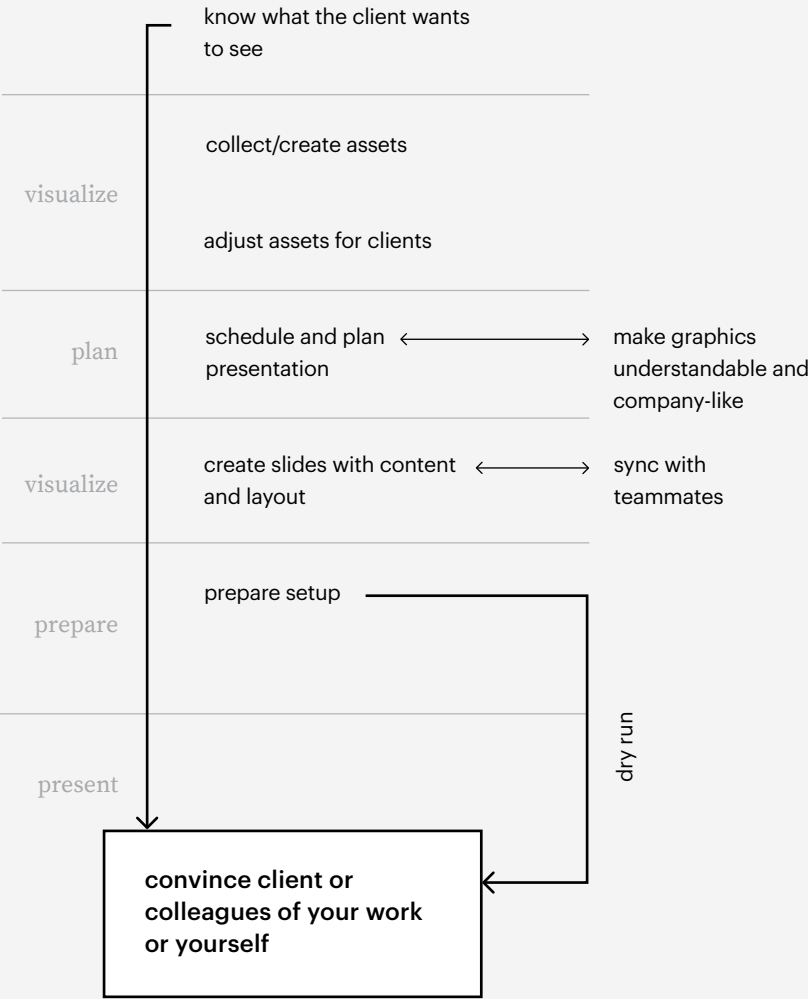 know what the client wants
to see
visualize
collect/create assets
adjust assets for clients
plan
schedule and plan
presentation
make graphics
understandable and
company-like
visualize
create slides with content
and layout
sync with
teammates
prepare
prepare setup
dry run
present
convince client or
colleagues of your work
or yourself